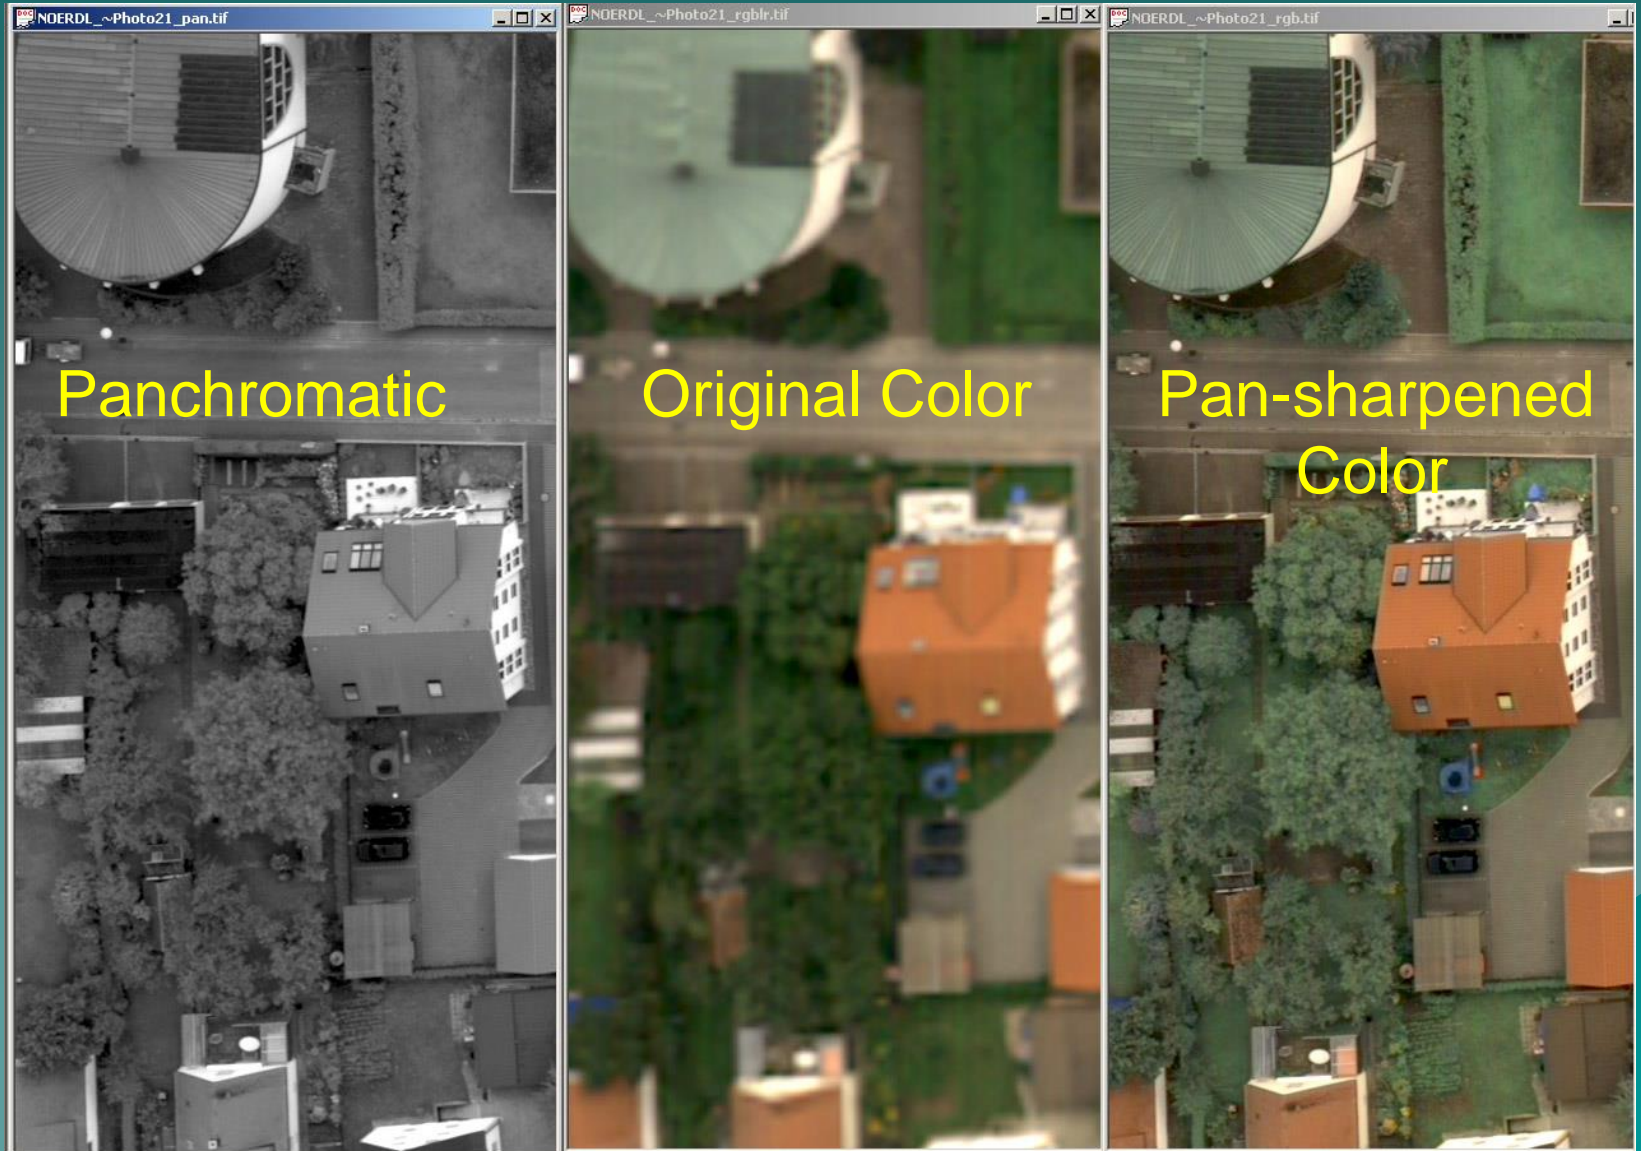 NOERDL_~Photo21_pan.tif
NOERDL_~Photo21_rgblr.tif
NOERDL_~Photo21_rgb.tif
Panchromatic
Original Color
Pan-sharpened
Color